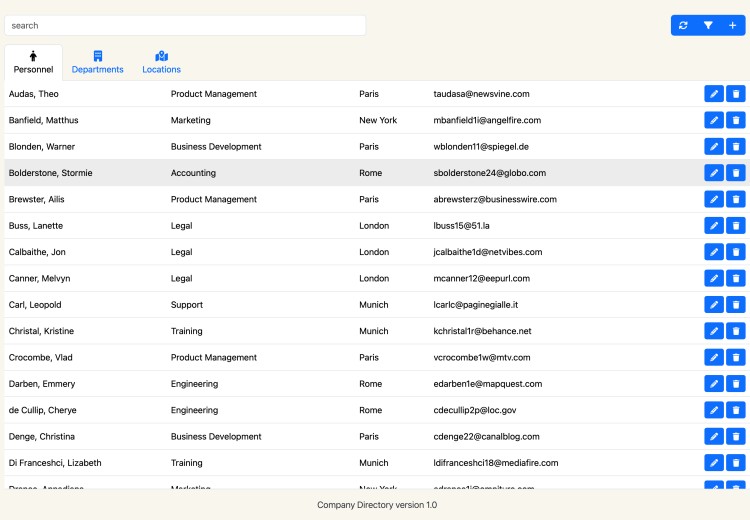 search
Personnel
Departments
Locations
Audas, Theo Product Management Paris taudasa@newsvine.com
Banfield, Matthus Marketing New York mbanfield1i@angelfire.com
Blonden, Warner Business Development Paris wblonden11@spiegel.de
Bolderstone, Stormie Accounting Rome sbolderstone24@globo.com
Brewster, Ailis Product Management Paris abrewsterz@businesswire.com
Buss, Lanette Legal London lbuss15@51.la
Calbaithe, Jon Legal London jcalbaithe1d@netvibes.com
Canner, Melvyn Legal London mcanner12@eepurl.com
Carl, Leopold Support Munich lcarlc@paginegialle.it
Christal, Kristine Training Munich kchristal1r@behance.net
Crocombe, Vlad Product Management Paris vcrocombe1w@mtv.com
Darben, Emmery Engineering Rome edarben1e@mapquest.com
de Cullip, Cherye Engineering Rome cdecullip2p@loc.gov
Denge, Christina Business Development Paris cdenge22@canalblog.com
Di Franceshci, Lizabeth Training Munich ldifranceshci18@mediafire.com
Marketing New York
Company Directory version 1.0